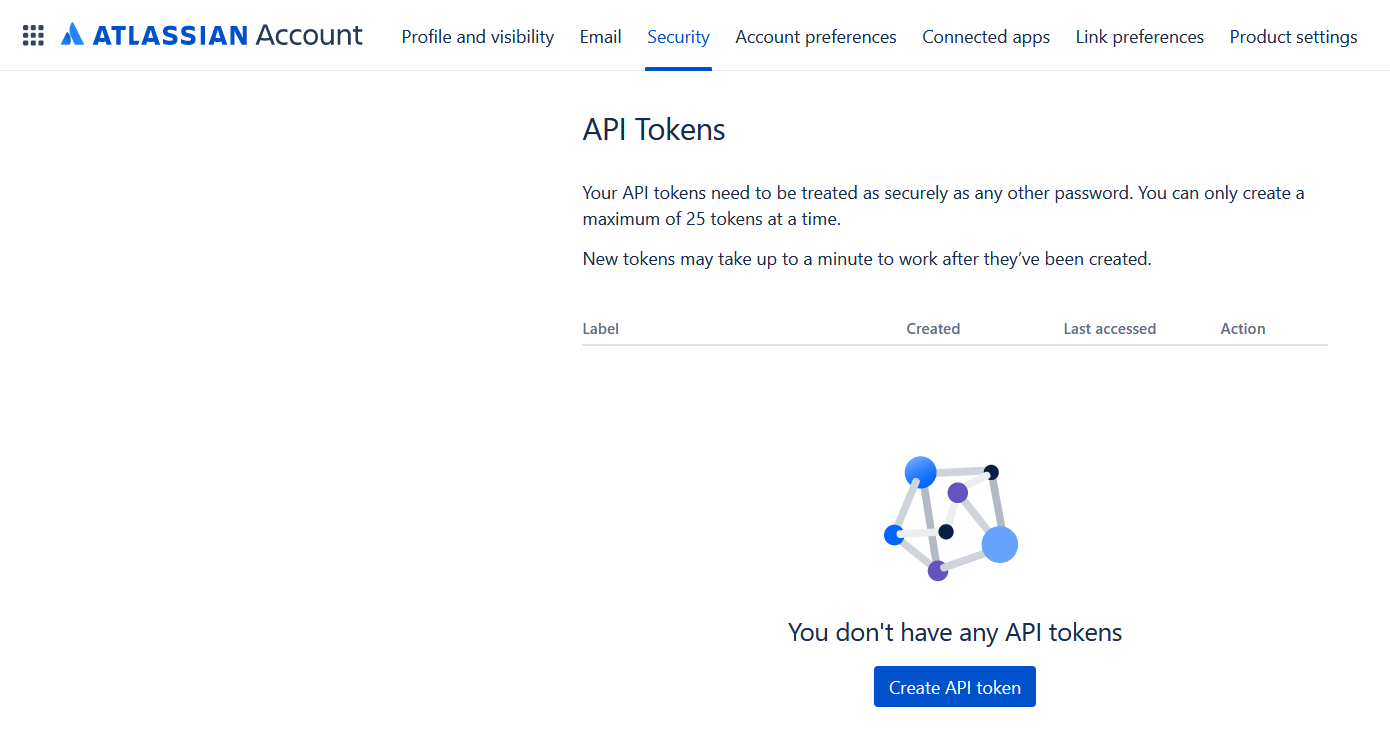 ATLASSIAN Account Profile and visibility Email Security Account preferences Connected apps Link preferences Product settings
API Tokens
Your API tokens need to be treated as securely as any other password. You can only create a
maximum of 25 tokens at a time.
New tokens may take up to a minute to work after they’ve been created.
Label Created Last accessed Action
You don't have any API tokens
Create API token